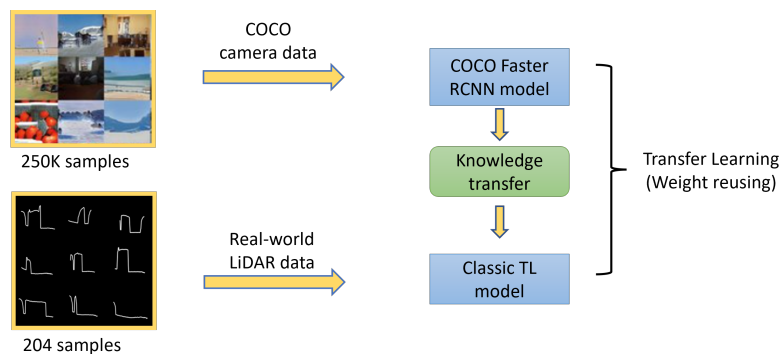 COCO
camera data
250K samples
COCO Faster
RCNN model
Knowledge
transfer
Transfer Learning
(Weight reusing)
Real-world
LiDAR data
Classic TL
model
204 samples